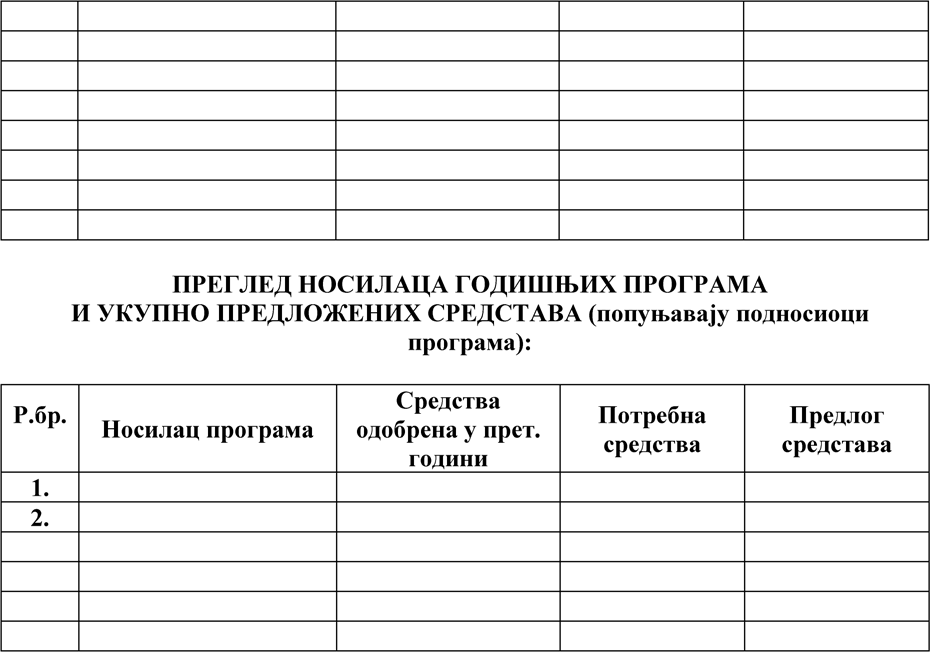 ПРЕГЛЕД НОСИЛАЦА ГОДИШЊИХ ПРОГРАМА
И УКУПНО ПРЕДЛОЖЕНИХ СРЕДСТАВА (попуњавају подносиоци
програма):
Р.бр.
Носилац програма
Средства
одобрена у прет.
години
Потребна
средства
Предлог
средстава
1.
2.